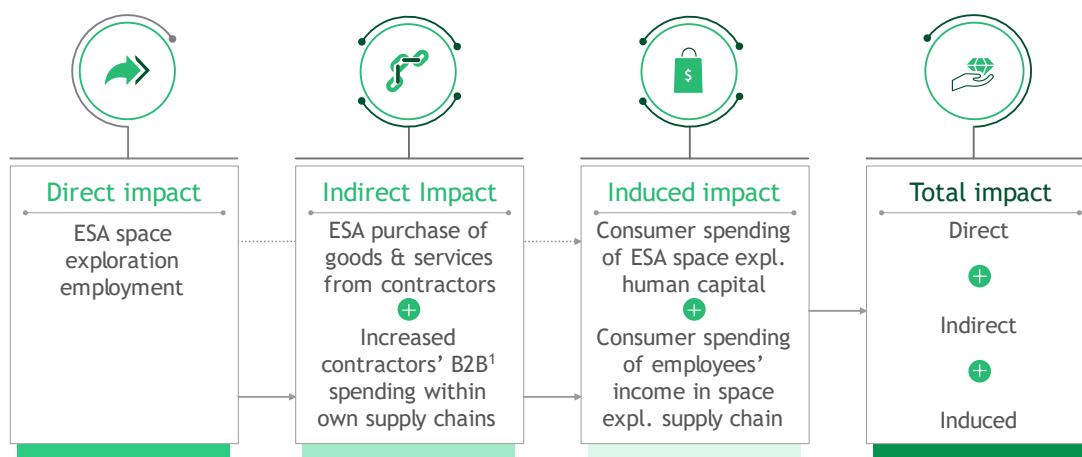 $
Direct impact
ESA space
exploration
employment
Indirect Impact
ESA purchase of
goods & services
from contractors
Increased
contractors’ B2B¹
spending within
own supply chains
Induced impact
Consumer spending
of ESA space expl.
human capital
Consumer spending
of employees’
income in space
expl. supply chain
Total impact
Direct
Indirect
Induced